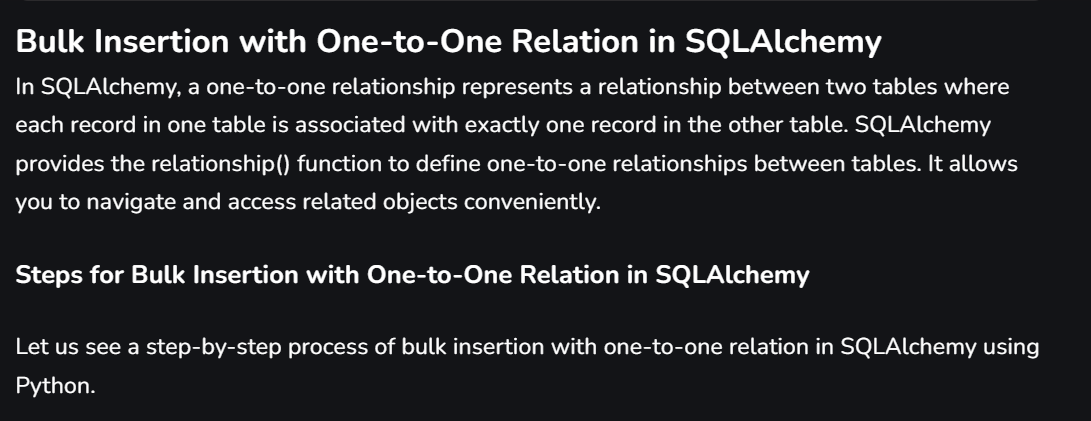 Bulk Insertion with One-to-One Relation in SQLAlchemy
In SQLAlchemy, a one-to-one relationship represents a relationship between two tables where
each record in one table is associated with exactly one record in the other table. SQLAlchemy
provides the relationship() function to define one-to-one relationships between tables. It allows
you to navigate and access related objects conveniently.
Steps for Bulk Insertion with One-to-One Relation in SQLAlchemy
Let us see a step-by-step process of bulk insertion with one-to-one relation in SQLAlchemy using
Python.